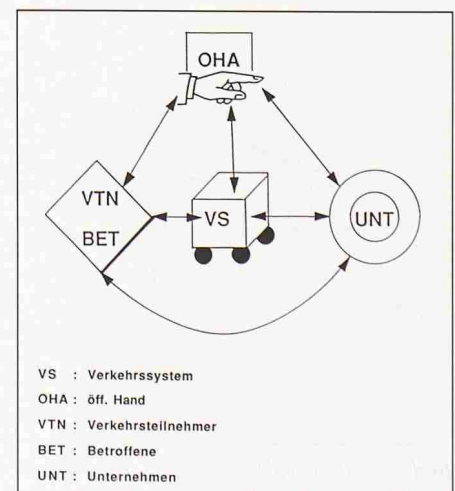 OHA
VTN
VS
UNT
BET
VS : Verkehrssystem
OHA : öff. Hand
VTN : Verkehrsteilnehmer
BET : Betroffene
UNT : Unternehmen